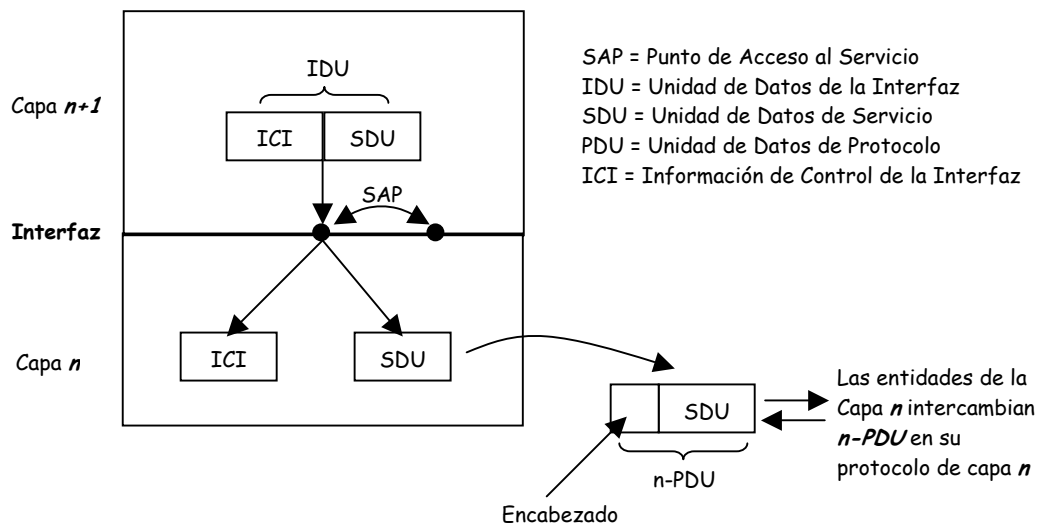 IDU
Capa n+1
ICI
SDU
SAP
Interfaz
ICI
SDU
Capa n
SAP = Punto de Acceso al Servicio
IDU = Unidad de Datos de la Interfaz
SDU = Unidad de Datos de Servicio
PDU = Unidad de Datos de Protocolo
ICI = Información de Control de la Interfaz
SDU
n-PDU
Encabezado
Las entidades de la
Capa n intercambian
n-PDU en su
protocolo de capa n